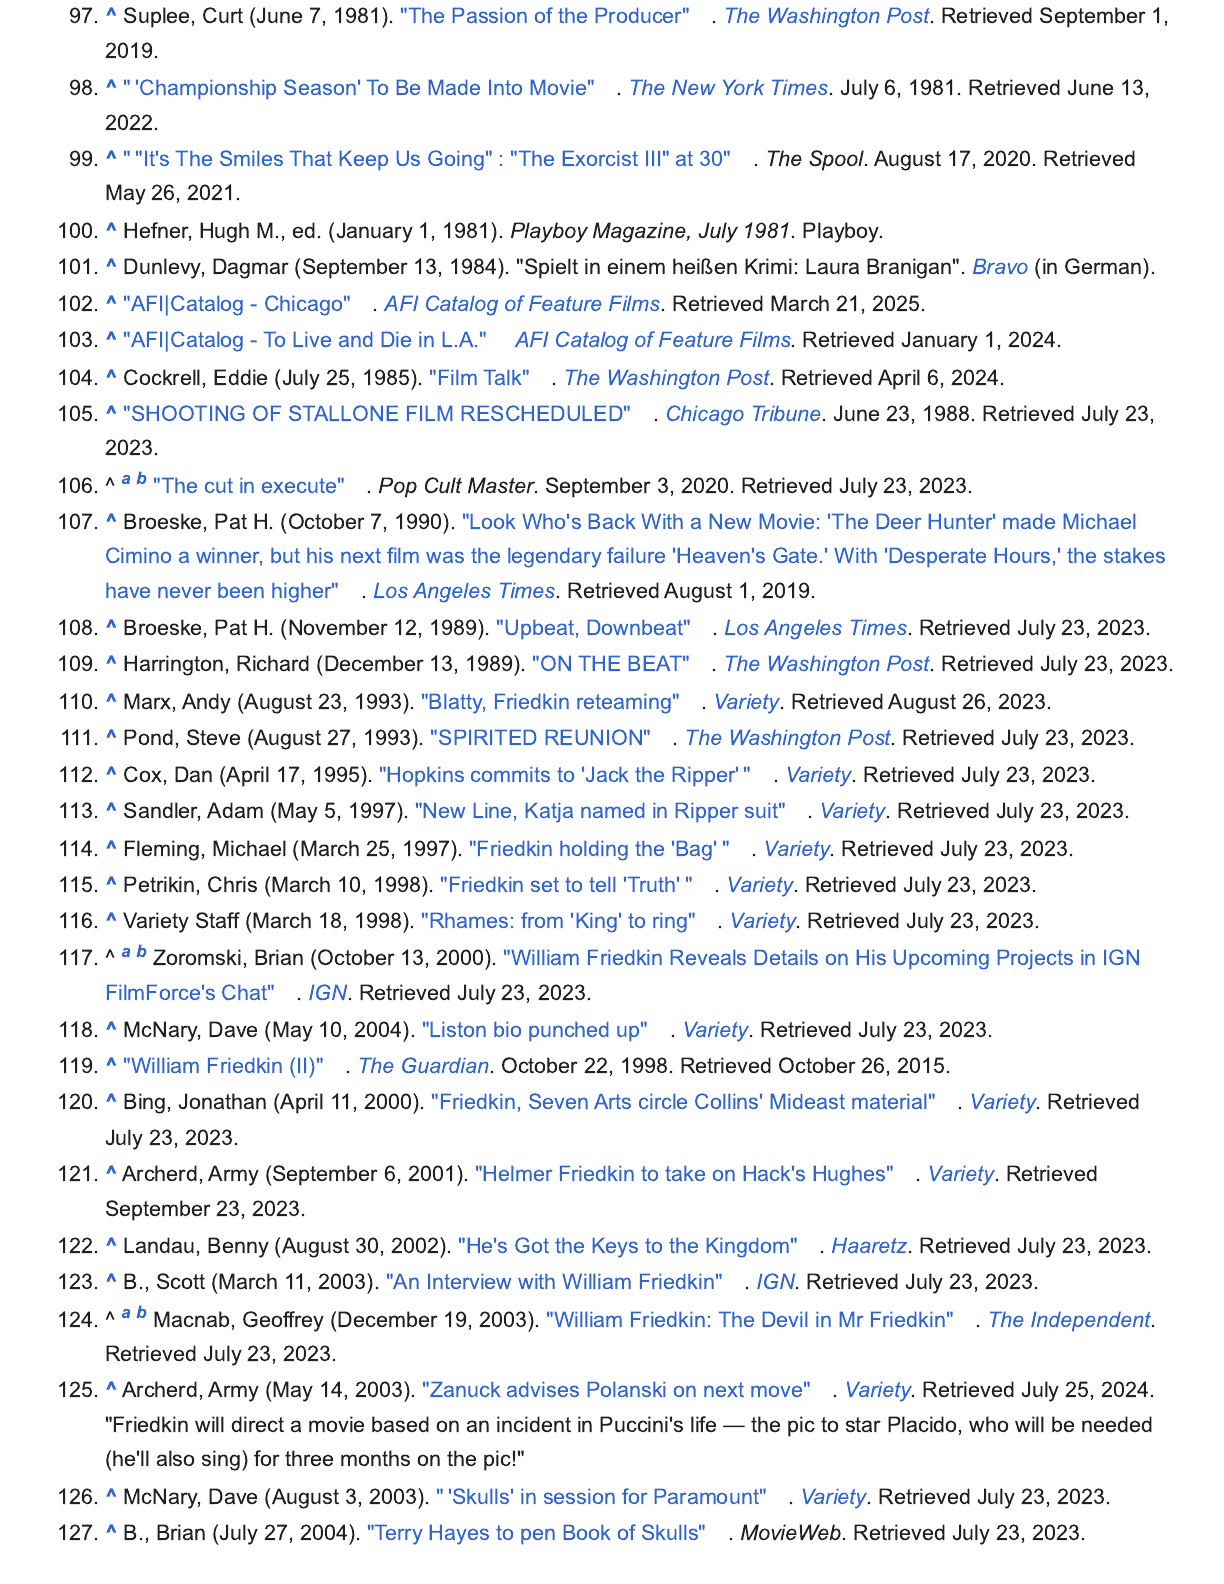 97. ^ Suplee, Curt (June 7, 1981). "The Passion of the Producer" . The Washington Post. Retrieved September 1,
2019.
98. ^ " 'Championship Season' To Be Made Into Movie" . The New York Times. July 6, 1981. Retrieved June 13,
2022.
99. ^ " "It's The Smiles That Keep Us Going" : "The Exorcist III" at 30" . The Spool. August 17, 2020. Retrieved
May 26, 2021.
100. ^ Hefner, Hugh M., ed. (January 1, 1981). Playboy Magazine, July 1981. Playboy.
101. ^ Dunlevy, Dagmar (September 13, 1984). "Spielt in einem heißen Krimi: Laura Branigan". Bravo (in German).
102. ^ "AFI|Catalog - Chicago" . AFI Catalog of Feature Films. Retrieved March 21, 2025.
103. ^ "AFI|Catalog - To Live and Die in L.A." AFI Catalog of Feature Films. Retrieved January 1, 2024.
104. ^ Cockrell, Eddie (July 25, 1985). "Film Talk" . The Washington Post. Retrieved April 6, 2024.
105. ^ "SHOOTING OF STALLONE FILM RESCHEDULED" . Chicago Tribune. June 23, 1988. Retrieved July 23,
2023.
106. ^ a b "The cut in execute" . Pop Cult Master. September 3, 2020. Retrieved July 23, 2023.
107. ^ Broeske, Pat H. (October 7, 1990). "Look Who's Back With a New Movie: 'The Deer Hunter' made Michael
Cimino a winner, but his next film was the legendary failure 'Heaven's Gate.' With 'Desperate Hours,' the stakes
have never been higher" . Los Angeles Times. Retrieved August 1, 2019.
108. ^ Broeske, Pat H. (November 12, 1989). "Upbeat, Downbeat" . Los Angeles Times. Retrieved July 23, 2023.
109. ^ Harrington, Richard (December 13, 1989). "ON THE BEAT" . The Washington Post. Retrieved July 23, 2023.
110. ^ Marx, Andy (August 23, 1993). "Blatty, Friedkin reteaming" . Variety. Retrieved August 26, 2023.
111. ^ Pond, Steve (August 27, 1993). "SPIRITED REUNION" . The Washington Post. Retrieved July 23, 2023.
112. ^ Cox, Dan (April 17, 1995). "Hopkins commits to 'Jack the Ripper' " . Variety. Retrieved July 23, 2023.
113. ^ Sandler, Adam (May 5, 1997). "New Line, Katja named in Ripper suit" . Variety. Retrieved July 23, 2023.
114. ^ Fleming, Michael (March 25, 1997). "Friedkin holding the 'Bag' " . Variety. Retrieved July 23, 2023.
115. ^ Petrikin, Chris (March 10, 1998). "Friedkin set to tell 'Truth' " . Variety. Retrieved July 23, 2023.
116. ^ Variety Staff (March 18, 1998). "Rhames: from 'King' to ring" . Variety. Retrieved July 23, 2023.
117. ^ a b Zoromski, Brian (October 13, 2000). "William Friedkin Reveals Details on His Upcoming Projects in IGN
FilmForce's Chat" . IGN. Retrieved July 23, 2023.
118. ^ McNary, Dave (May 10, 2004). "Liston bio punched up" . Variety. Retrieved July 23, 2023.
119. ^ "William Friedkin (II)" . The Guardian. October 22, 1998. Retrieved October 26, 2015.
120. ^ Bing, Jonathan (April 11, 2000). "Friedkin, Seven Arts circle Collins' Mideast material" . Variety. Retrieved
July 23, 2023.
121. ^ Archerd, Army (September 6, 2001). "Helmer Friedkin to take on Hack's Hughes" . Variety. Retrieved
September 23, 2023.
122. ^ Landau, Benny (August 30, 2002). "He's Got the Keys to the Kingdom" . Haaretz. Retrieved July 23, 2023.
123. ^ B., Scott (March 11, 2003). "An Interview with William Friedkin" . IGN. Retrieved July 23, 2023.
124. ^ a b Macnab, Geoffrey (December 19, 2003). "William Friedkin: The Devil in Mr Friedkin" . The Independent.
Retrieved July 23, 2023.
125. ^ Archerd, Army (May 14, 2003). "Zanuck advises Polanski on next move" . Variety. Retrieved July 25, 2024.
"Friedkin will direct a movie based on an incident in Puccini's life — the pic to star Placido, who will be needed
(he'll also sing) for three months on the pic!"
126. ^ McNary, Dave (August 3, 2003). " 'Skulls' in session for Paramount" . Variety. Retrieved July 23, 2023.
127. ^ B., Brian (July 27, 2004). "Terry Hayes to pen Book of Skulls" . MovieWeb. Retrieved July 23, 2023.